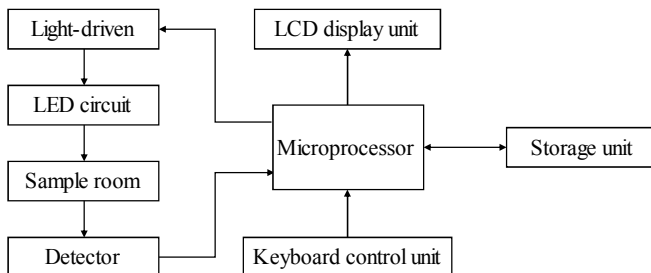 Light-driven
LCD display unit
LED circuit
Microprocessor
Storage unit
Sample room
Detector
Keyboard control unit